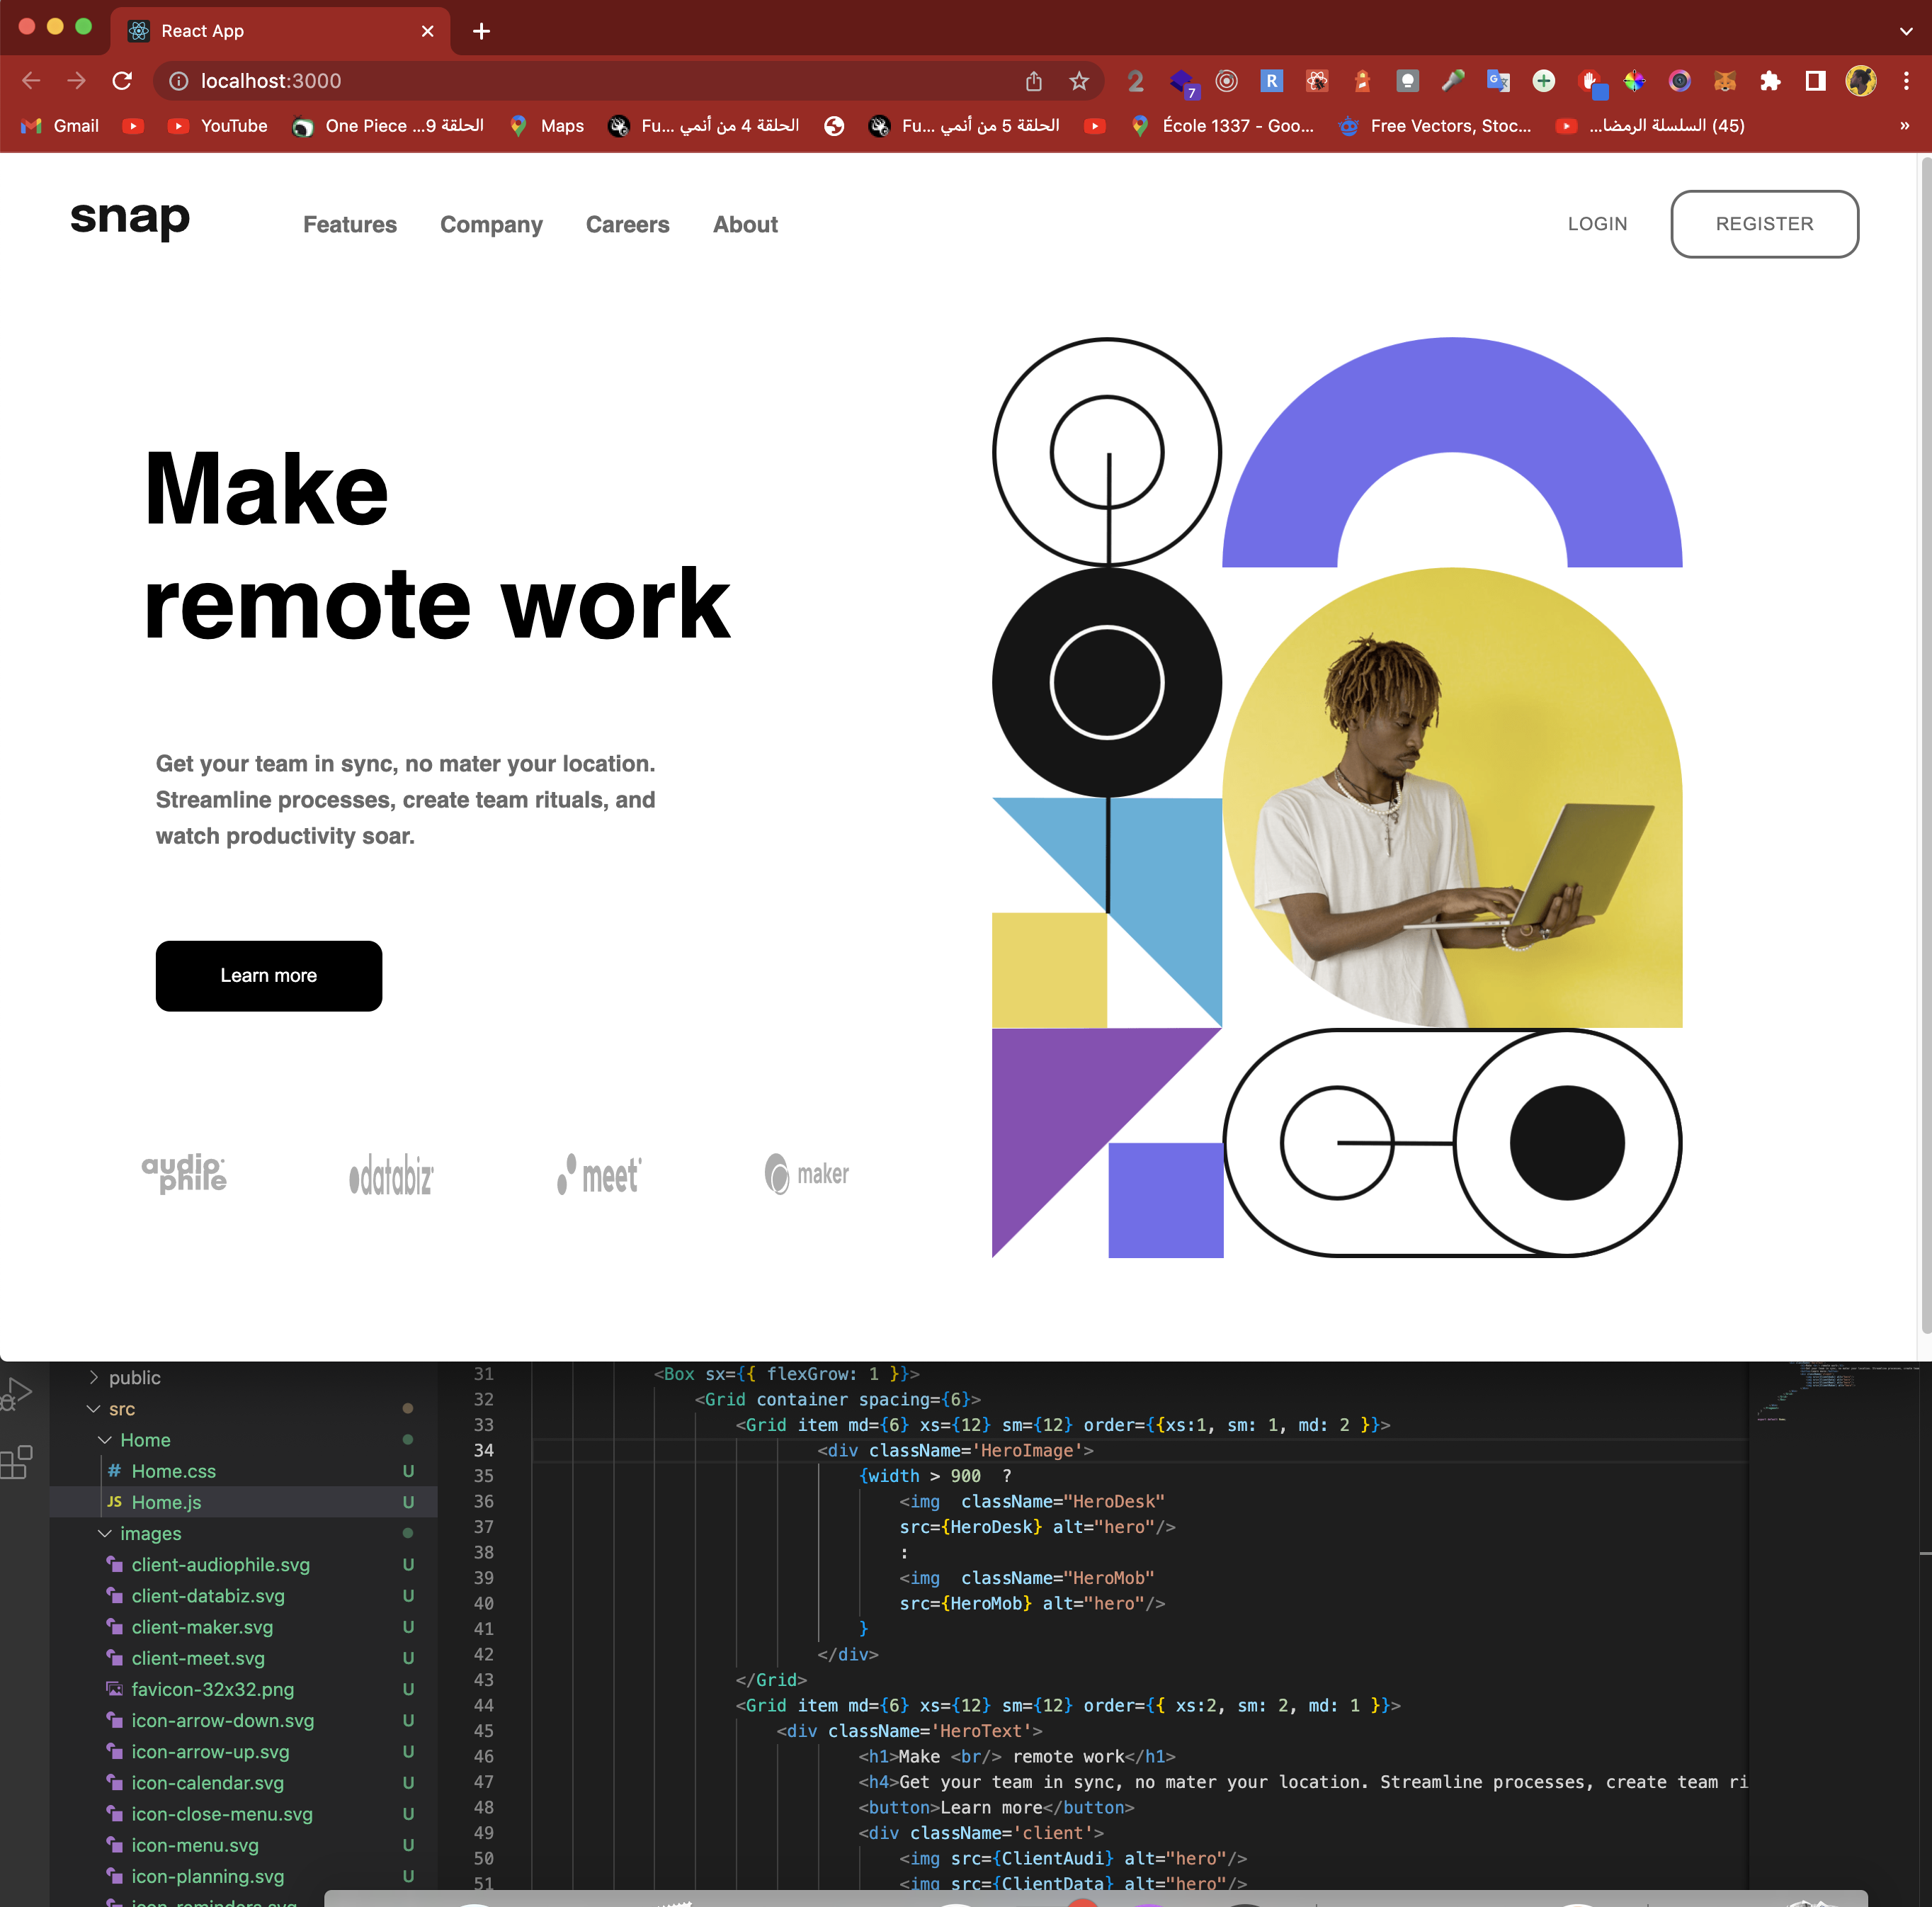 React App
localhost:3000
2 7 R G
Gmail YouTube One Piece ...الحلقة 9 Maps Fu... الحلقة 4 من أنمي Fu... الحلقة 5 من أنمي École 1337 - Goo... Free Vectors, Stoc... (45) السلسلة الرمضا... »
snap Features Company Careers About LOGIN REGISTER
Make
remote work
Get your team in sync, no mater your location.
Streamline processes, create team rituals, and
watch productivity soar.
Learn more
audiophile databiz meet maker
public
src
Home
# Home.css U
JS Home.js U
images
client-audiophile.svg U
client-databiz.svg U
client-maker.svg U
client-meet.svg U
favicon-32x32.png U
icon-arrow-down.svg U
icon-arrow-up.svg U
icon-calendar.svg U
icon-close-menu.svg U
icon-menu.svg U
icon-planning.svg U
icon-reminders.svg
31 <Box sx={{ flexGrow: 1 }}>
32 <Grid container spacing={6}>
33 <Grid item md={6} xs={12} sm={12} order={{xs:1, sm: 1, md: 2 }}>
34 <div className='HeroImage'>
35 {width > 900 ?
36 <img className="HeroDesk"
37 src={HeroDesk} alt="hero"/>
38 :
39 <img className="HeroMob"
40 src={HeroMob} alt="hero"/>
41 }
42 </div>
43 </Grid>
44 <Grid item md={6} xs={12} sm={12} order={{ xs:2, sm: 2, md: 1 }}>
45 <div className='HeroText'>
46 <h1>Make <br/> remote work</h1>
47 <h4>Get your team in sync, no mater your location. Streamline processes, create team ri
48 <button>Learn more</button>
49 <div className='client'>
50 <img src={ClientAudi} alt="hero"/>
51 <img src={ClientData} alt="hero"/>